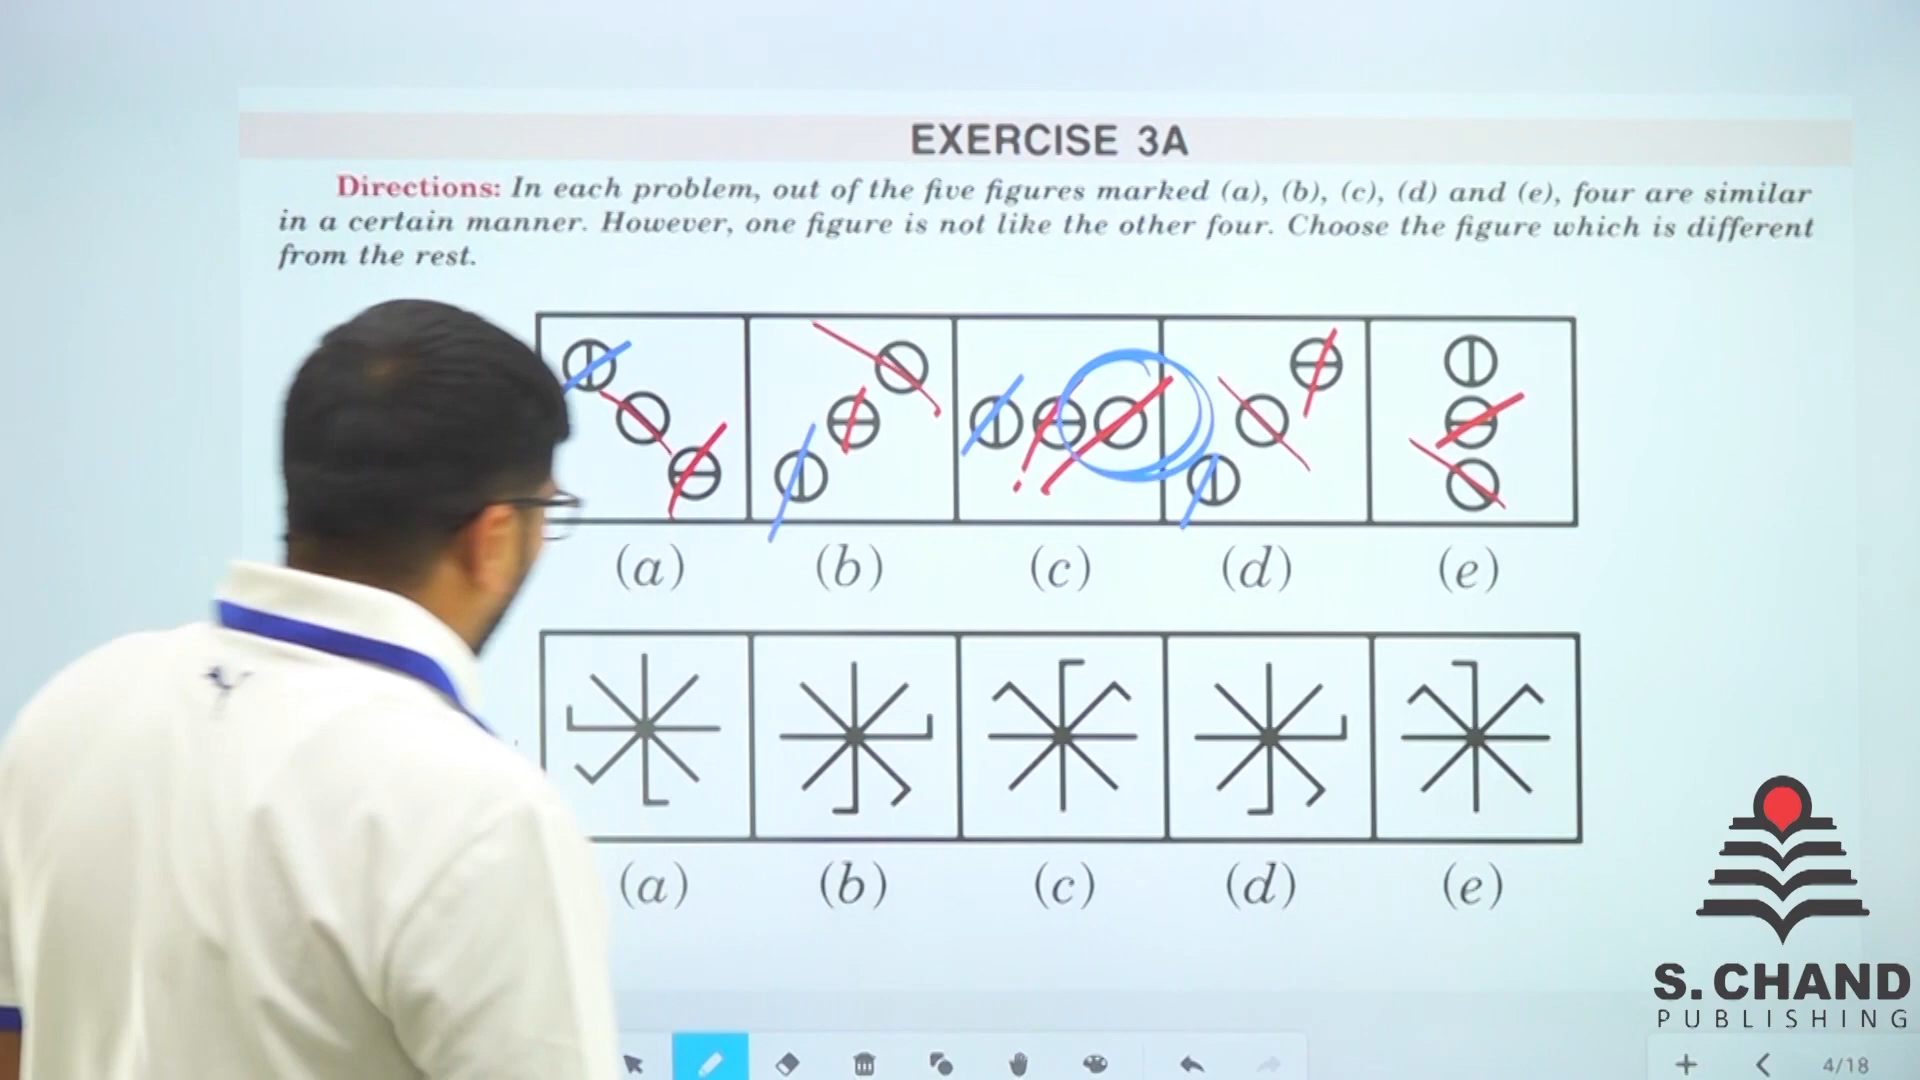 EXERCISE 3A
Directions: In each problem, out of the five figures marked (a), (b), (c), (d) and (e), four are similar
in a certain manner. However, one figure is not like the other four. Choose the figure which is different
from the rest.
(a) (b) (c) (d) (e)
(a) (b) (c) (d) (e)
S. CHAND
PUBLISHING
4/18